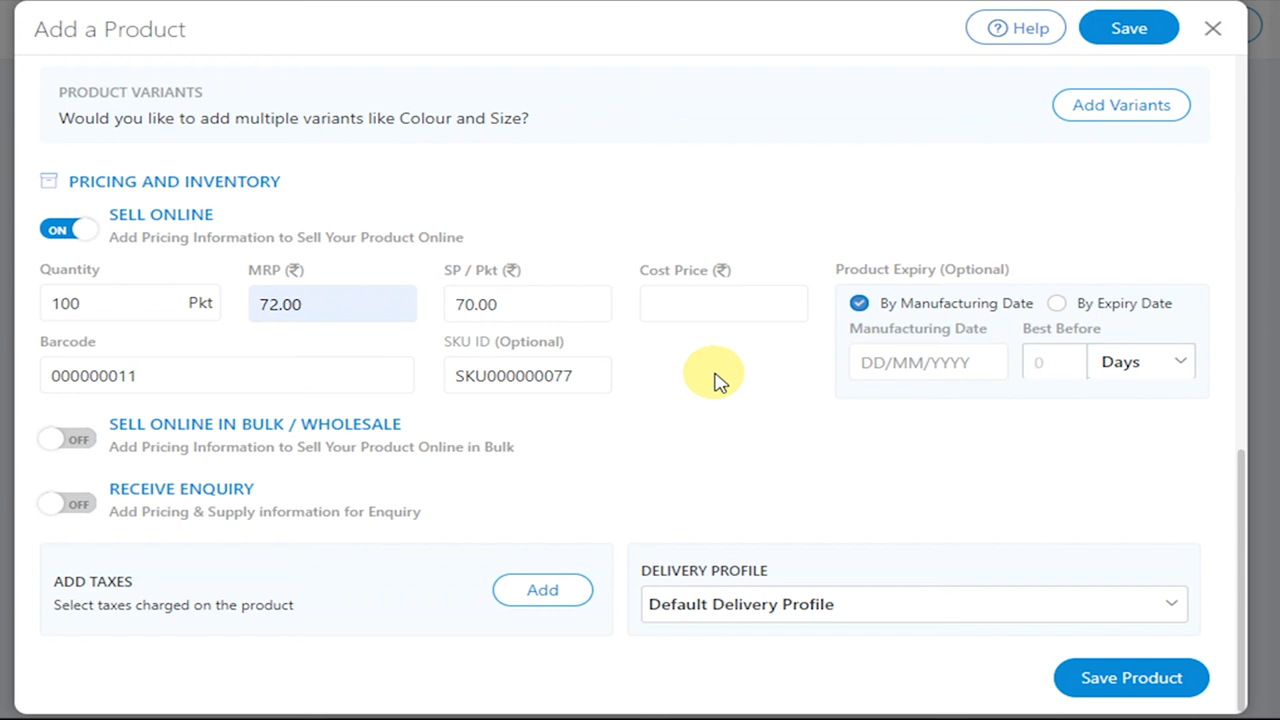 Add a Product
Help
Save
PRODUCT VARIANTS
Would you like to add multiple variants like Colour and Size?
Add Variants
PRICING AND INVENTORY
ON
SELL ONLINE
Add Pricing Information to Sell Your Product Online
Quantity
MRP (₹)
SP / Pkt (₹)
Cost Price (₹)
Product Expiry (Optional)
100 Pkt
72.00
70.00
By Manufacturing Date
By Expiry Date
Manufacturing Date
Best Before
DD/MM/YYYY
0
Days
Barcode
SKU ID (Optional)
000000011
SKU000000077
OFF
SELL ONLINE IN BULK / WHOLESALE
Add Pricing Information to Sell Your Product Online in Bulk
OFF
RECEIVE ENQUIRY
Add Pricing & Supply information for Enquiry
ADD TAXES
Select taxes charged on the product
Add
DELIVERY PROFILE
Default Delivery Profile
Save Product